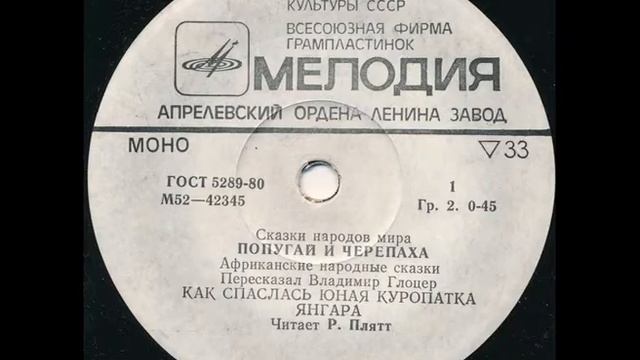 КУЛЬТУРЫ СССР
ВСЕСОЮЗНАЯ ФИРМА
ГРАМПЛАСТИНОК
МЕЛОДИЯ
АПРЕЛЕВСКИЙ ОРДЕНА ЛЕНИНА ЗАВОД
МОНО ▽ 33
ГОСТ 5289-80 1
М52—42345 Гр. 2. 0-45
Сказки народов мира
ПОПУГАЙ И ЧЕРЕПАХА
Африканские народные сказки
Пересказал Владимир Глоцер
КАК СПАСЛАСЬ ЮНАЯ КУРОПАТКА
ЯНГАРА
Читает Р. Плятт